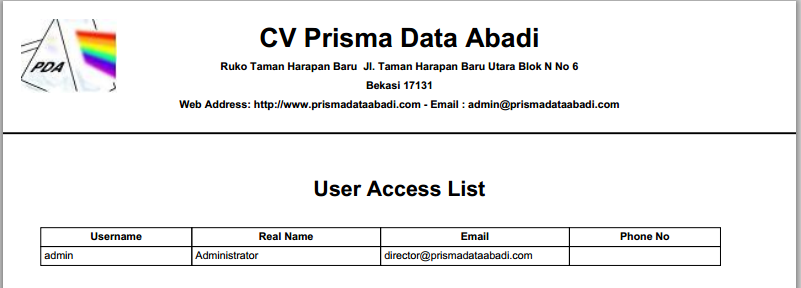 PDA
CV Prisma Data Abadi
Ruko Taman Harapan Baru Jl. Taman Harapan Baru Utara Blok N No 6
Bekasi 17131
Web Address: http://www.prismadataabadi.com - Email : admin@prismadataabadi.com
User Access List
Username Real Name Email Phone No
admin Administrator director@prismadataabadi.com